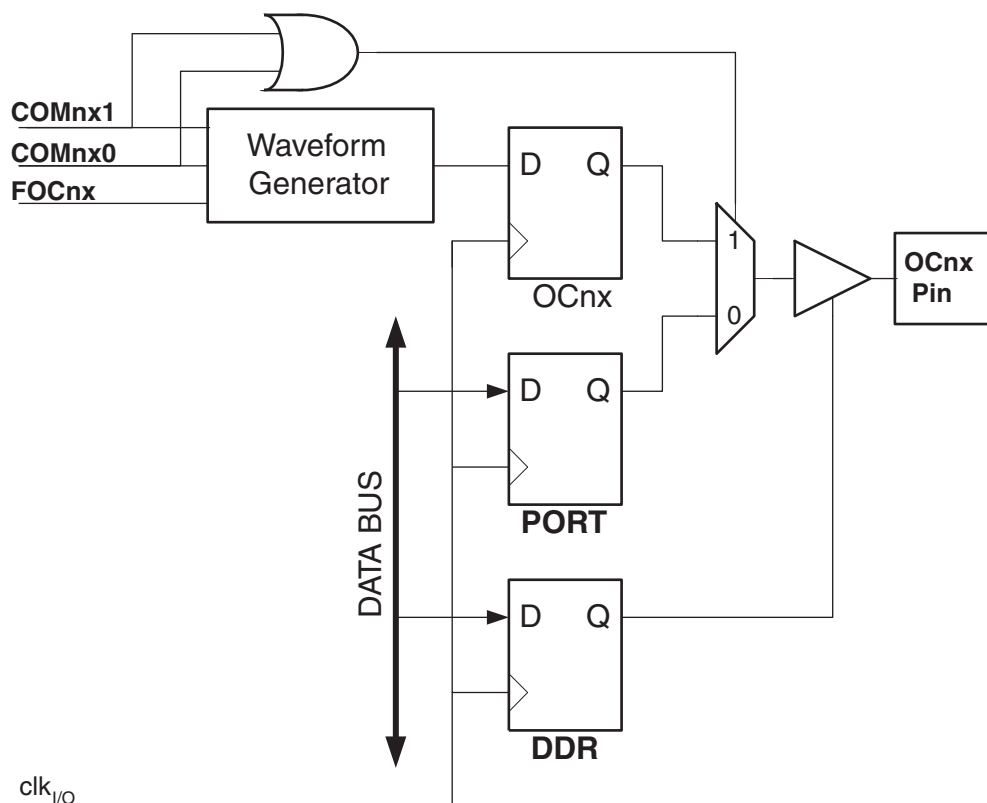 COMnx1
COMnx0
FOCnx
Waveform
Generator
D Q
OCnx
1
0
OCnx
Pin
D Q
PORT
DATA BUS
D Q
DDR
clkI/O